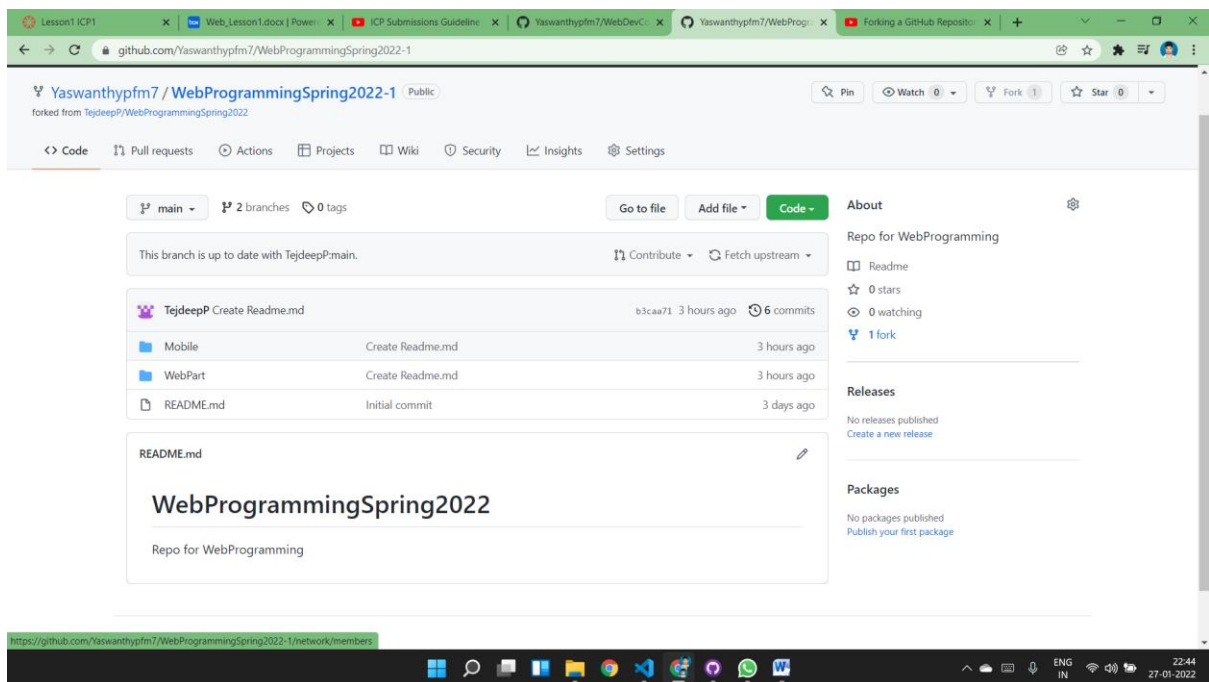 Lesson1 ICP1
Web_Lesson1.docx | Power
ICP Submissions Guideline
Yaswanthypfm7/WebDevCo
Yaswanthypfm7/WebProgra
Forking a GitHub Repositor
github.com/Yaswanthypfm7/WebProgrammingSpring2022-1
Yaswanthypfm7 / WebProgrammingSpring2022-1 Public
Pin Watch 0 Fork 1 Star 0
forked from TejdeepP/WebProgrammingSpring2022
Code Pull requests Actions Projects Wiki Security Insights Settings
main 2 branches 0 tags Go to file Add file Code
This branch is up to date with TejdeepP:main. Contribute Fetch upstream
TejdeepP Create Readme.md b3caa71 3 hours ago 6 commits
Mobile Create Readme.md 3 hours ago
WebPart Create Readme.md 3 hours ago
README.md Initial commit 3 days ago
README.md
WebProgrammingSpring2022
Repo for WebProgramming
About
Repo for WebProgramming
Readme
0 stars
0 watching
1 fork
Releases
No releases published
Create a new release
Packages
No packages published
Publish your first package
https://github.com/Yaswanthypfm7/WebProgrammingSpring2022-1/network/members
ENG
IN
22:44
27-01-2022